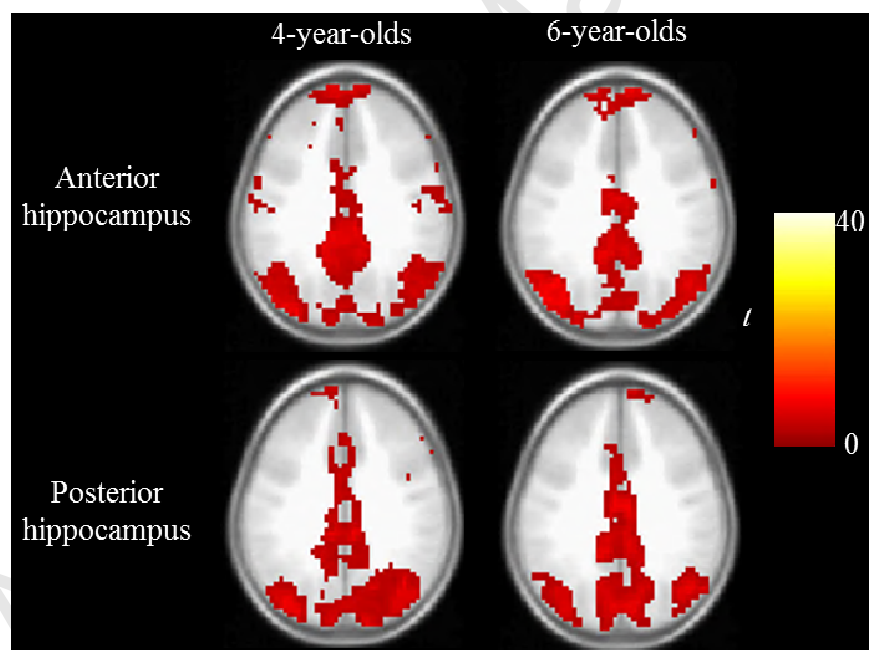 4-year-olds
6-year-olds
Anterior
hippocampus
40
t
0
Posterior
hippocampus